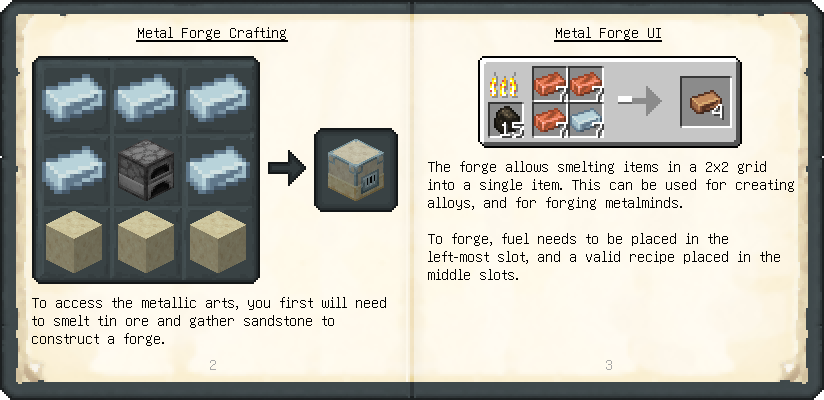 Metal Forge Crafting
To access the metallic arts, you first will need
to smelt tin ore and gather sandstone to
construct a forge.
2
Metal Forge UI
7 7
15 7 7
4
The forge allows smelting items in a 2x2 grid
into a single item. This can be used for creating
alloys, and for forging metalminds.
To forge, fuel needs to be placed in the
left-most slot, and a valid recipe placed in the
middle slots.
3